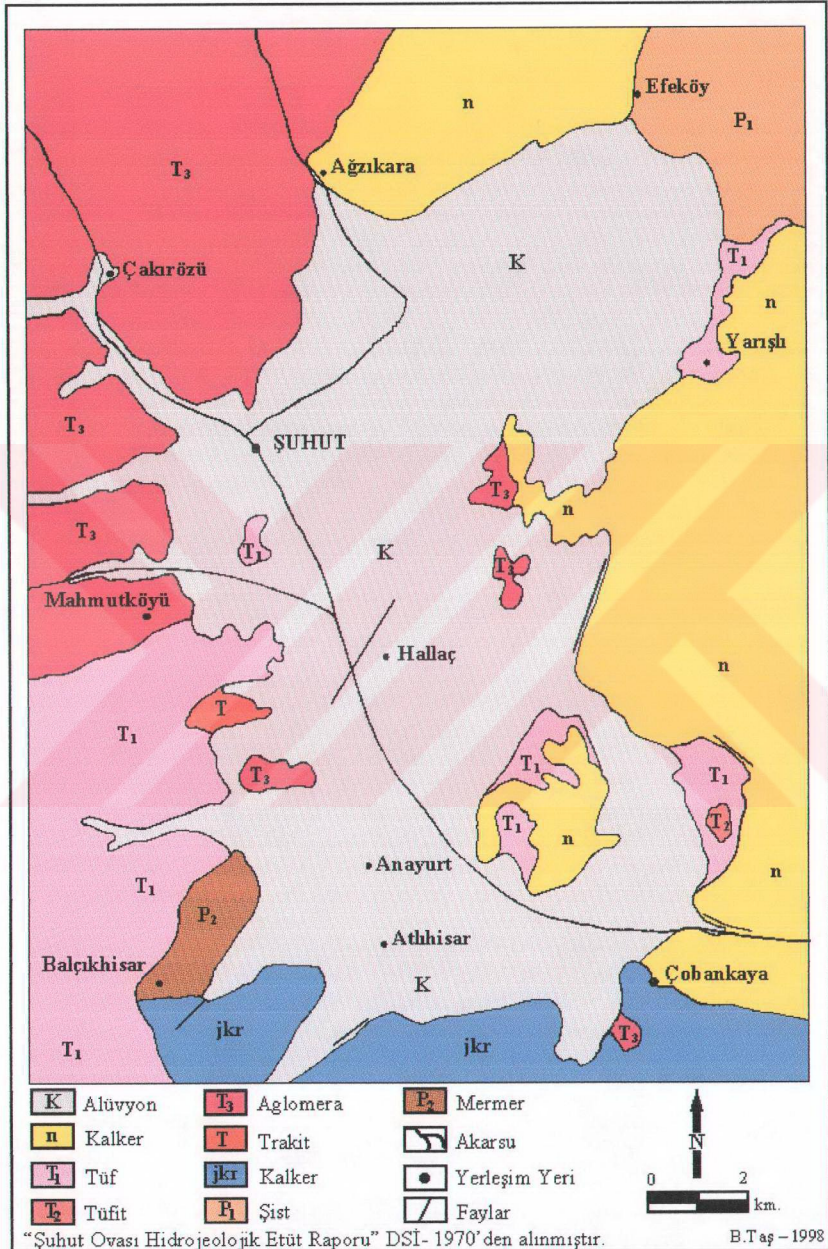 n
Efeköy
P₁
Ağzıkara
T₃
K
T₁
Çakırözü
n
Yarışlı
T₃
ŞUHUT
T₃
n
T₃
T₁
K
T₃
Mahmutköyü
Hallaç
n
T₁
T
T₁
T₁
T₃
T₂
T₁
n
Anayurt
T₁
n
P₂
Atlıhisar
Balçıkhisar
K
Çobankaya
jkr
T₁
jkr
T₃
K Alüvyon
T₃ Aglomera
P₂ Mermer
n Kalker
T Trakit
Akarsu
N
T₁ Tüf
jkr Kalker
Yerleşim Yeri
0 2
km.
T₂ Tüfit
P₁ Şist
Faylar
“Şuhut Ovası Hidrojeolojik Etüt Raporu” DSİ- 1970’den alınmıştır.
B.Taş – 1998